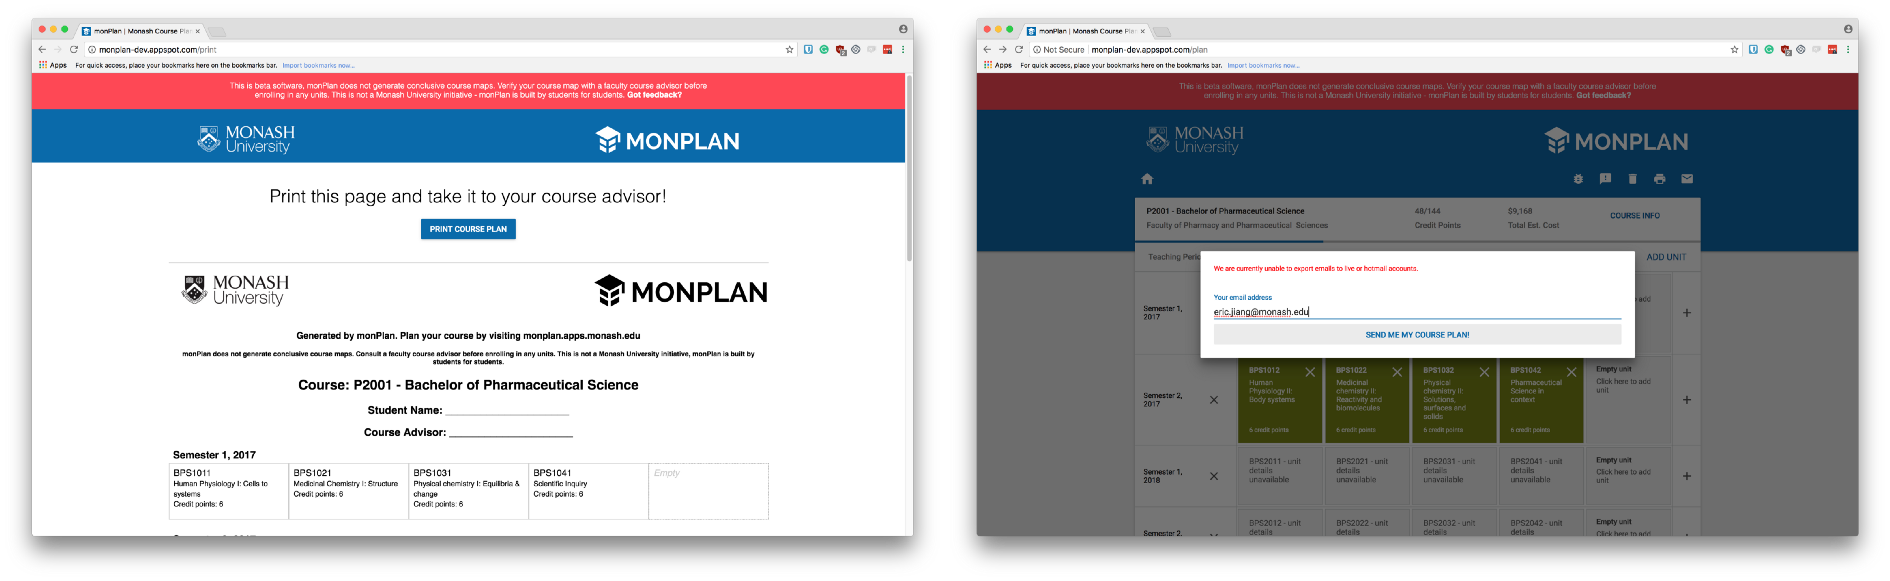 monPlan | Monash Course Plan
monplan-dev.appspot.com/print
Apps For quick access, place your bookmarks here on the bookmarks bar. Import bookmarks now...
This is beta software, monPlan does not generate conclusive course maps. Verify your course map with a faculty course advisor before
enrolling in any units. This is not a Monash University initiative - monPlan is built by students for students. Got feedback?
MONASH
University
MONPLAN
Print this page and take it to your course advisor!
PRINT COURSE PLAN
MONASH
University
MONPLAN
Generated by monPlan. Plan your course by visiting monplan.apps.monash.edu
monPlan does not generate conclusive course maps. Consult a faculty course advisor before enrolling in any units. This is not a Monash University initiative, monPlan is built by
students for students.
Course: P2001 - Bachelor of Pharmaceutical Science
Student Name:
Course Advisor:
Semester 1, 2017
BPS1011
Human Physiology I: Cells to
systems
Credit points: 6
BPS1021
Medicinal Chemistry I: Structure
Credit points: 6
BPS1031
Physical chemistry I: Equilibria &
change
Credit points: 6
BPS1041
Scientific Inquiry
Credit points: 6
Empty
monPlan | Monash Course Plan
Not Secure | monplan-dev.appspot.com/plan
Apps For quick access, place your bookmarks here on the bookmarks bar. Import bookmarks now...
This is beta software, monPlan does not generate conclusive course maps. Verify your course map with a faculty course advisor before
enrolling in any units. This is not a Monash University initiative - monPlan is built by students for students. Got feedback?
MONASH
University
MONPLAN
P2001 - Bachelor of Pharmaceutical Science
Faculty of Pharmacy and Pharmaceutical Sciences
48/144
Credit Points
$9,168
Total Est. Cost
COURSE INFO
Teaching Perio
ADD UNIT
We are currently unable to export emails to live or hotmail accounts.
Your email address
eric.jiang@monash.edu
SEND ME MY COURSE PLAN!
Semester 1,
2017
o add
Semester 2,
2017
BPS1012
Human
Physiology II:
Body systems
6 credit points
BPS1022
Medicinal
chemistry II:
Reactivity and
biomolecules
6 credit points
BPS1032
Physical
chemistry II:
Solutions,
surfaces and
solids
6 credit points
BPS1042
Pharmaceutical
Science in
context
6 credit points
Empty unit
Click here to add
unit.
Semester 1,
2018
BPS2011 - unit
details
unavailable
BPS2021 - unit
details
unavailable
BPS2031 - unit
details
unavailable
BPS2041 - unit
details
unavailable
Empty unit
Click here to add
unit.
Semester 2,
BPS2012 - unit
details
BPS2022 - unit
details
BPS2032 - unit
details
BPS2042 - unit
details
Empty unit
Click here to add